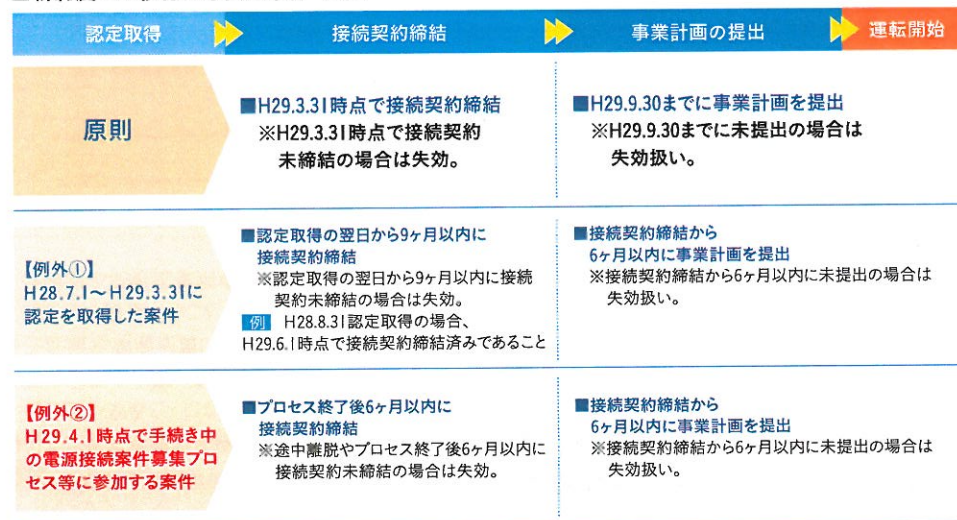 認定取得
接続契約締結
事業計画の提出
運転開始
原則
■H29.3.31時点で接続契約締結
※H29.3.31時点で接続契約
未締結の場合は失効。
■H29.9.30までに事業計画を提出
※H29.9.30までに未提出の場合は
失効扱い。
【例外①】
H28.7.1～H29.3.31に
認定を取得した案件
■認定取得の翌日から9ヶ月以内に
接続契約締結
※認定取得の翌日から9ヶ月以内に接続
契約未締結の場合は失効。
例 H28.8.31認定取得の場合、
H29.6.1時点で接続契約締結済みであること
■接続契約締結から
6ヶ月以内に事業計画を提出
※接続契約締結から6ヶ月以内に未提出の場合は
失効扱い。
【例外②】
H29.4.1時点で手続き中
の電源接続案件募集プロ
セス等に参加する案件
■プロセス終了後6ヶ月以内に
接続契約締結
※途中離脱やプロセス終了後6ヶ月以内に
接続契約未締結の場合は失効。
■接続契約締結から
6ヶ月以内に事業計画を提出
※接続契約締結から6ヶ月以内に未提出の場合は
失効扱い。